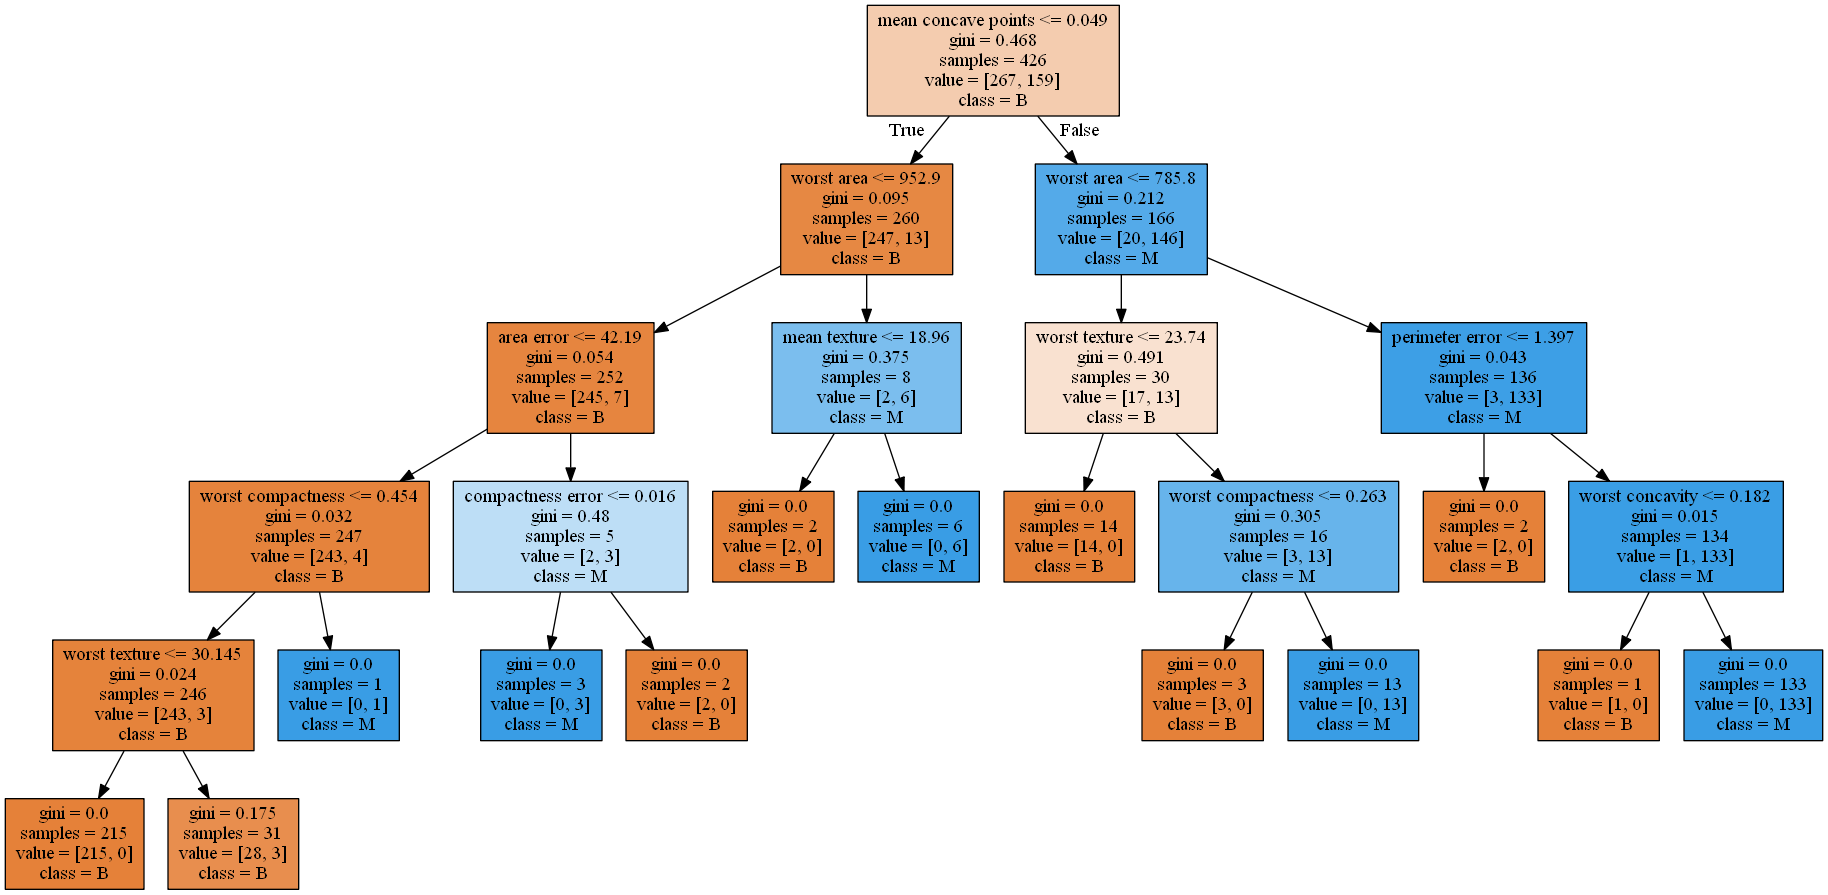 mean concave points <= 0.049
gini = 0.468
samples = 426
value = [267, 159]
class = B
True
False
worst area <= 952.9
gini = 0.095
samples = 260
value = [247, 13]
class = B
worst area <= 785.8
gini = 0.212
samples = 166
value = [20, 146]
class = M
area error <= 42.19
gini = 0.054
samples = 252
value = [245, 7]
class = B
mean texture <= 18.96
gini = 0.375
samples = 8
value = [2, 6]
class = M
worst texture <= 23.74
gini = 0.491
samples = 30
value = [17, 13]
class = B
perimeter error <= 1.397
gini = 0.043
samples = 136
value = [3, 133]
class = M
worst compactness <= 0.454
gini = 0.032
samples = 247
value = [243, 4]
class = B
compactness error <= 0.016
gini = 0.48
samples = 5
value = [2, 3]
class = M
gini = 0.0
samples = 2
value = [2, 0]
class = B
gini = 0.0
samples = 6
value = [0, 6]
class = M
gini = 0.0
samples = 14
value = [14, 0]
class = B
worst compactness <= 0.263
gini = 0.305
samples = 16
value = [3, 13]
class = M
gini = 0.0
samples = 2
value = [2, 0]
class = B
worst concavity <= 0.182
gini = 0.015
samples = 134
value = [1, 133]
class = M
worst texture <= 30.145
gini = 0.024
samples = 246
value = [243, 3]
class = B
gini = 0.0
samples = 1
value = [0, 1]
class = M
gini = 0.0
samples = 3
value = [0, 3]
class = M
gini = 0.0
samples = 2
value = [2, 0]
class = B
gini = 0.0
samples = 3
value = [3, 0]
class = B
gini = 0.0
samples = 13
value = [0, 13]
class = M
gini = 0.0
samples = 1
value = [1, 0]
class = B
gini = 0.0
samples = 133
value = [0, 133]
class = M
gini = 0.0
samples = 215
value = [215, 0]
class = B
gini = 0.175
samples = 31
value = [28, 3]
class = B